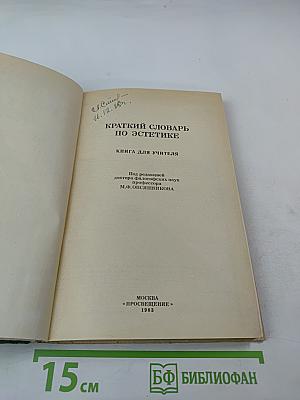 КРАТКИЙ СЛОВАРЬ
ПО ЭСТЕТИКЕ
КНИГА ДЛЯ УЧИТЕЛЯ
Под редакцией
доктора философских наук
профессора
М.Ф.ОВСЯННИКОВА
МОСКВА
"ПРОСВЕЩЕНИЕ"
1983
15 см
БФ БИБЛИОФАН